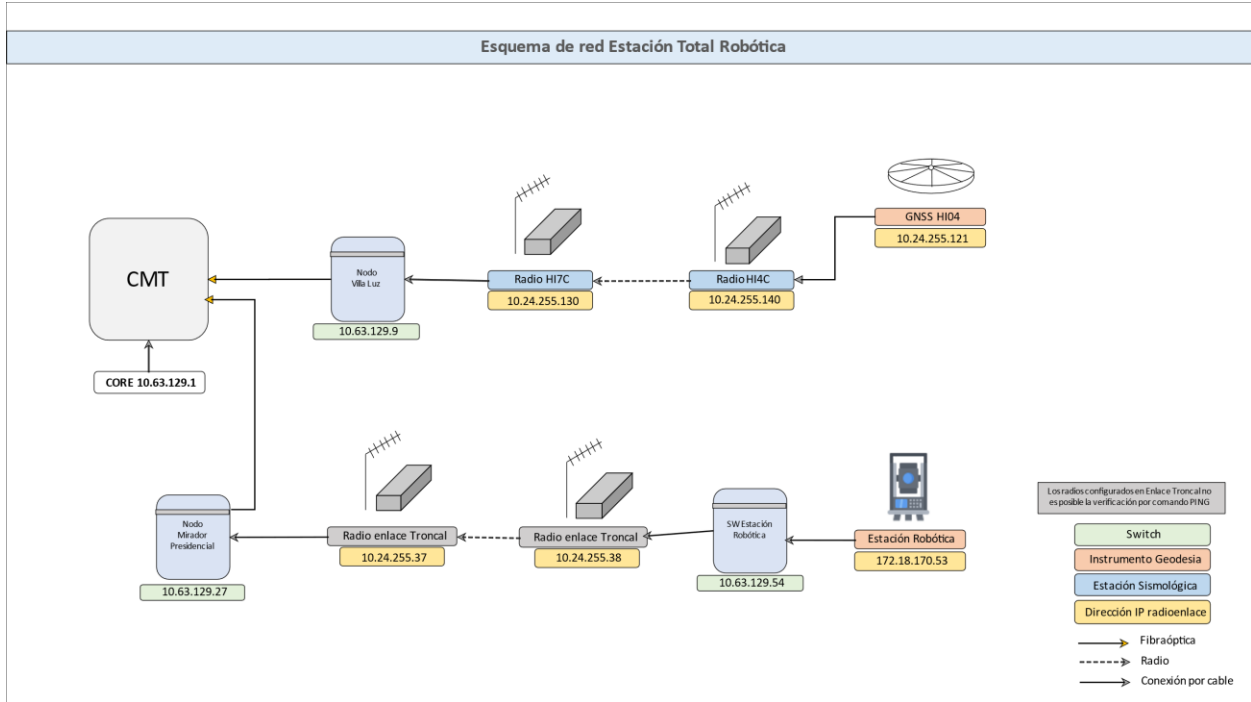 Esquema de red Estación Total Robótica
GNSS HI04
10.24.255.121
CMT
Nodo
Villa Luz
10.63.129.9
Radio HI7C
10.24.255.130
Radio HI4C
10.24.255.140
CORE 10.63.129.1
Nodo
Mirador
Presidencial
10.63.129.27
Radio enlace Troncal
10.24.255.37
Radio enlace Troncal
10.24.255.38
SW Estación
Robótica
10.63.129.54
Estación Robótica
172.18.170.53
Los radios configurados en Enlace Troncal no
es posible la verificación por comando PING
Switch
Instrumento Geodesia
Estación Sismológica
Dirección IP radioenlace
Fibraóptica
Radio
Conexión por cable